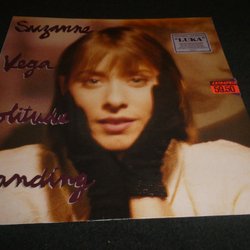 Suzanne
Vega
olitude
anding
"LUKA"